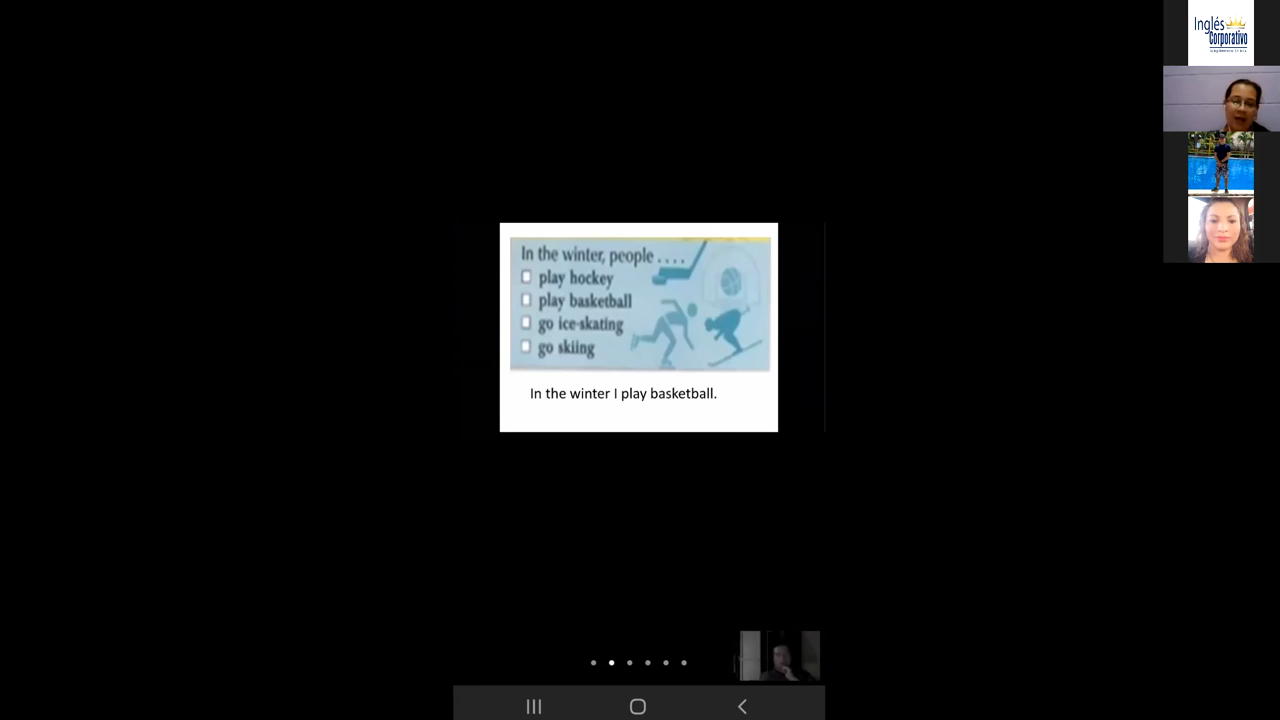 Inglés
Corporativo
In the winter, people . . . .
play hockey
play basketball
go ice-skating
go skiing
In the winter I play basketball.